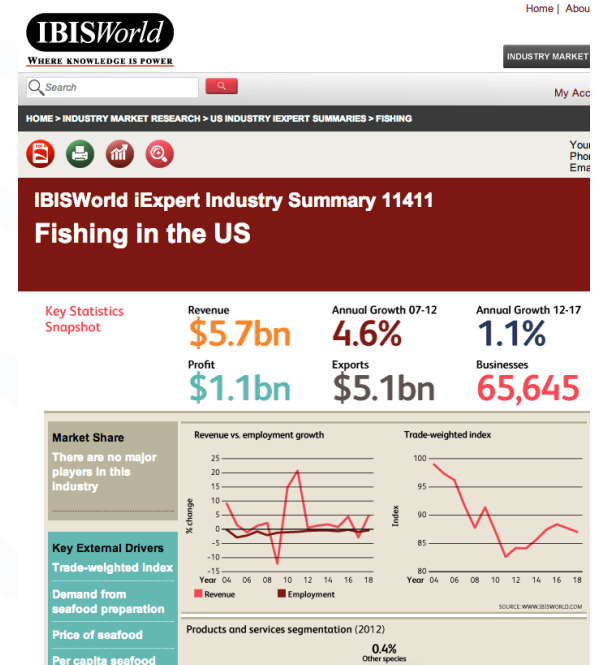 Home | Abou
IBISWorld
WHERE KNOWLEDGE IS POWER
INDUSTRY MARKET
Search
My Acc
HOME > INDUSTRY MARKET RESEARCH > US INDUSTRY IEXPERT SUMMARIES > FISHING
Your
Phon
Ema
IBISWorld iExpert Industry Summary 11411
Fishing in the US
Key Statistics
Snapshot
Revenue
$5.7bn
Annual Growth 07-12
4.6%
Annual Growth 12-17
1.1%
Profit
$1.1bn
Exports
$5.1bn
Businesses
65,645
Market Share
There are no major
players in this
industry
Key External Drivers
Trade-weighted index
Demand from
seafood preparation
Price of seafood
Per capita seafood
Revenue vs. employment growth
% change
25
20
15
10
5
0
-5
-10
-15
Year 04 06 08 10 12 14 16 18
Revenue
Employment
Trade-weighted index
Index
100
95
90
85
80
Year 04 06 08 10 12 14 16 18
SOURCE: WWW.IBISWORLD.COM
Products and services segmentation (2012)
0.4%
Other species